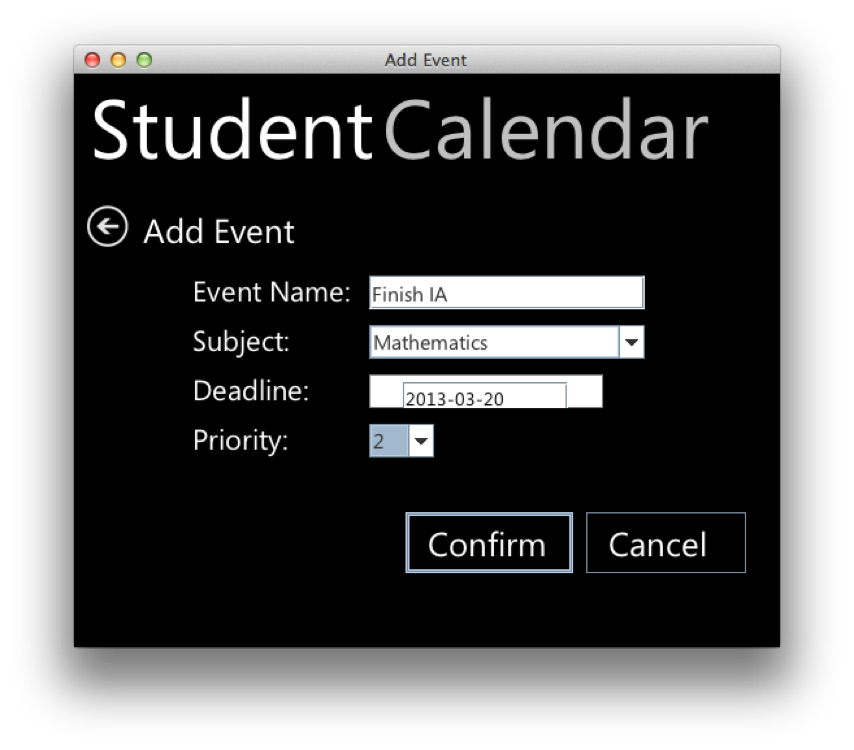 Add Event
StudentCalendar
Add Event
Event Name: Finish IA
Subject: Mathematics
Deadline: 2013-03-20
Priority: 2
Confirm Cancel